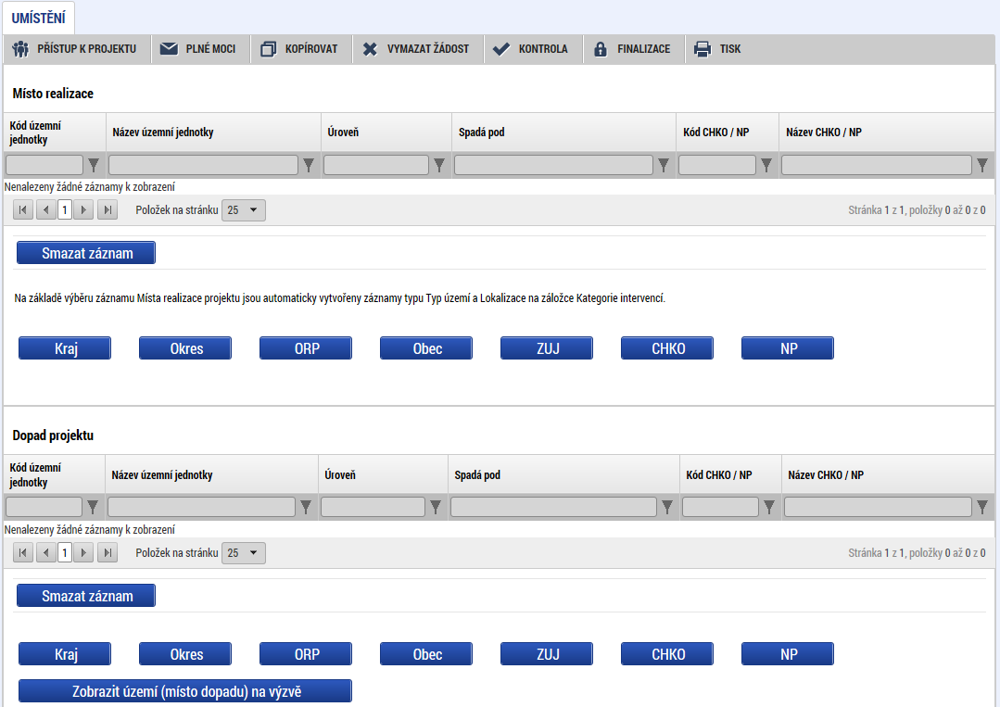 UMÍSTĚNÍ
PŘÍSTUP K PROJEKTU PLNÉ MOCI KOPÍROVAT VYMAZAT ŽÁDOST KONTROLA FINALIZACE TISK
Místo realizace
Kód územní jednotky Název územní jednotky Úroveň Spadá pod Kód CHKO / NP Název CHKO / NP
Nenalezeny žádné záznamy k zobrazení
1 Položek na stránku 25 Stránka 1 z 1, položky 0 až 0 z 0
Smazat záznam
Na základě výběru záznamu Místa realizace projektu jsou automaticky vytvořeny záznamy typu Typ území a Lokalizace na záložce Kategorie intervencí.
Kraj Okres ORP Obec ZUJ CHKO NP
Dopad projektu
Kód územní jednotky Název územní jednotky Úroveň Spadá pod Kód CHKO / NP Název CHKO / NP
Nenalezeny žádné záznamy k zobrazení
1 Položek na stránku 25 Stránka 1 z 1, položky 0 až 0 z 0
Smazat záznam
Kraj Okres ORP Obec ZUJ CHKO NP
Zobrazit území (místo dopadu) na výzvě